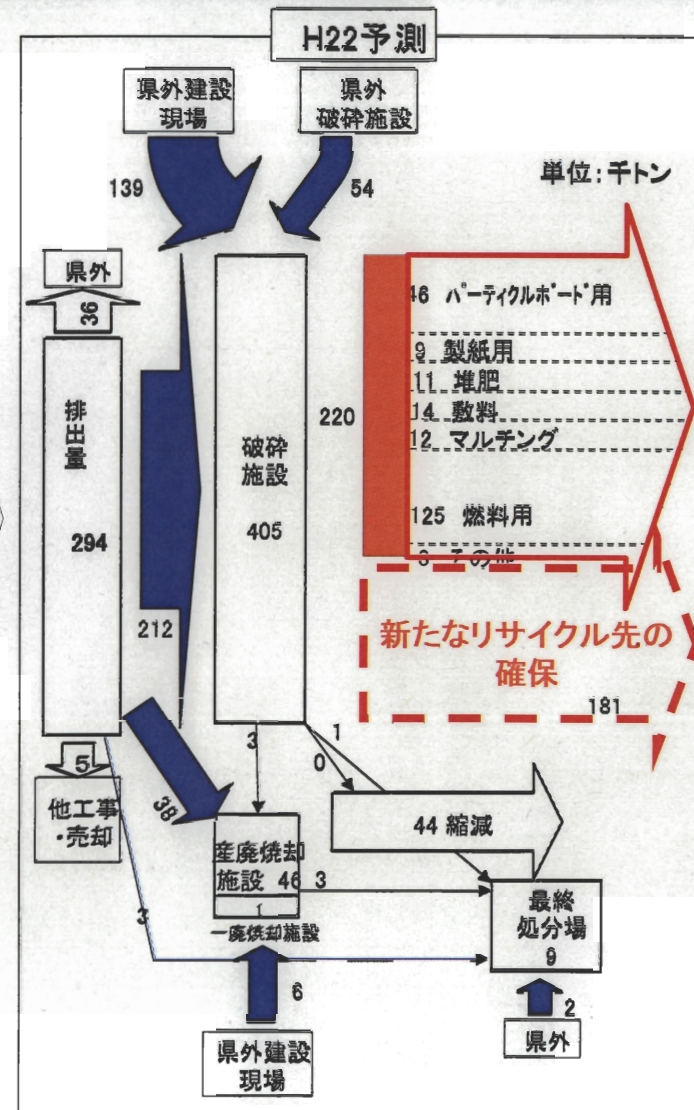 H22予測
県外建設
現場
県外
破砕施設
139
54
単位：千トン
県外
36
排出量
294
212
破砕
施設
405
220
46 パーティクルボード用
9 製紙用
11 堆肥
14 敷料
12 マルチング
125 燃料用
3 その他
新たなリサイクル先の
確保
181
5
他工事
・売却
38
3
3
0
1
44 縮減
産廃焼却
施設 46
3
1
一廃焼却施設
6
県外建設
現場
最終
処分場
9
2
県外